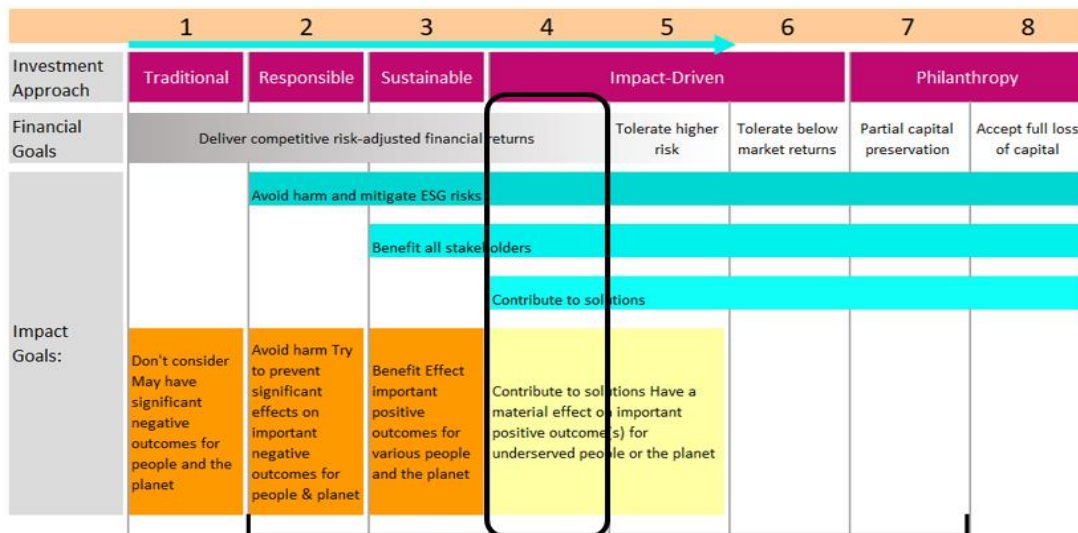 1 2 3 4 5 6 7 8
Investment
Approach
Traditional
Responsible
Sustainable
Impact-Driven
Philanthropy
Financial
Goals
Deliver competitive risk-adjusted financial returns
Tolerate higher
risk
Tolerate below
market returns
Partial capital
preservation
Accept full loss
of capital
Impact
Goals:
Avoid harm and mitigate ESG risks
Benefit all stakeholders
Contribute to solutions
Don't consider
May have
significant
negative
outcomes for
people and the
planet
Avoid harm Try
to prevent
significant
effects on
important
negative
outcomes for
people & planet
Benefit Effect
important
positive
outcomes for
various people
and the planet
Contribute to solutions Have a
material effect on important
positive outcome(s) for
underserved people or the planet